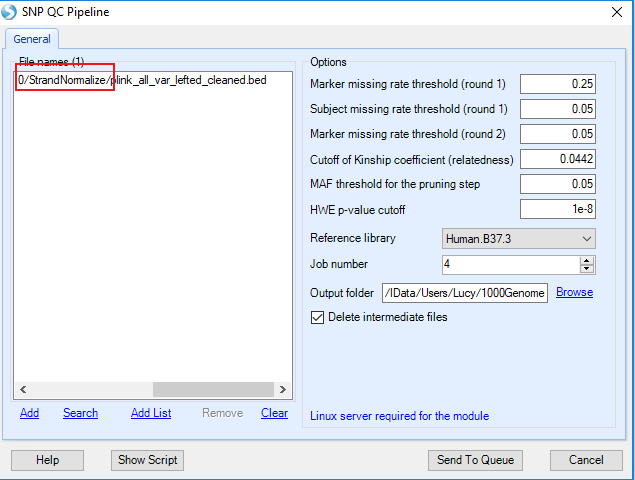 SNP QC Pipeline
General
File names (1)
0/StrandNormalize/plink_all_var_lefted_cleaned.bed
Add Search Add List Remove Clear
Options
Marker missing rate threshold (round 1) 0.25
Subject missing rate threshold (round 1) 0.05
Marker missing rate threshold (round 2) 0.05
Cutoff of Kinship coefficient (relatedness) 0.0442
MAF threshold for the pruning step 0.05
HWE p-value cutoff 1e-8
Reference library Human.B37.3
Job number 4
Output folder /IData/Users/Lucy/1000Genome Browse
Delete intermediate files
Linux server required for the module
Help Show Script Send To Queue Cancel